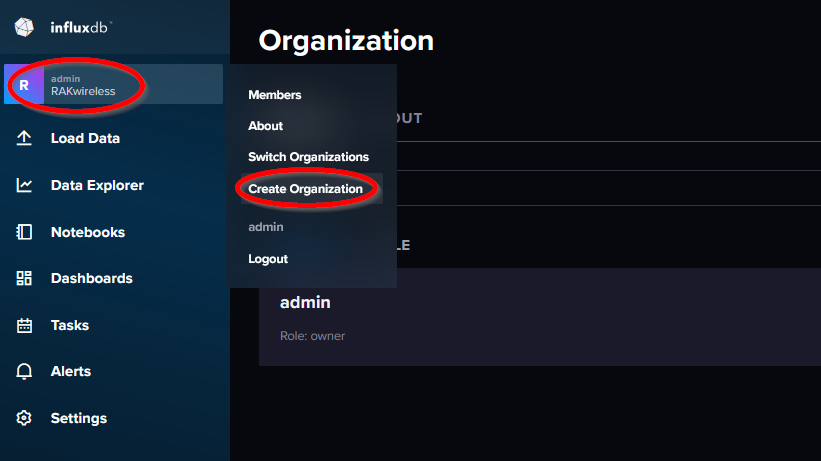 influxdb™
admin
RAKwireless
Load Data
Data Explorer
Notebooks
Dashboards
Tasks
Alerts
Settings
Members
About
Switch Organizations
Create Organization
admin
Logout
Organization
OUT
LE
admin
Role: owner